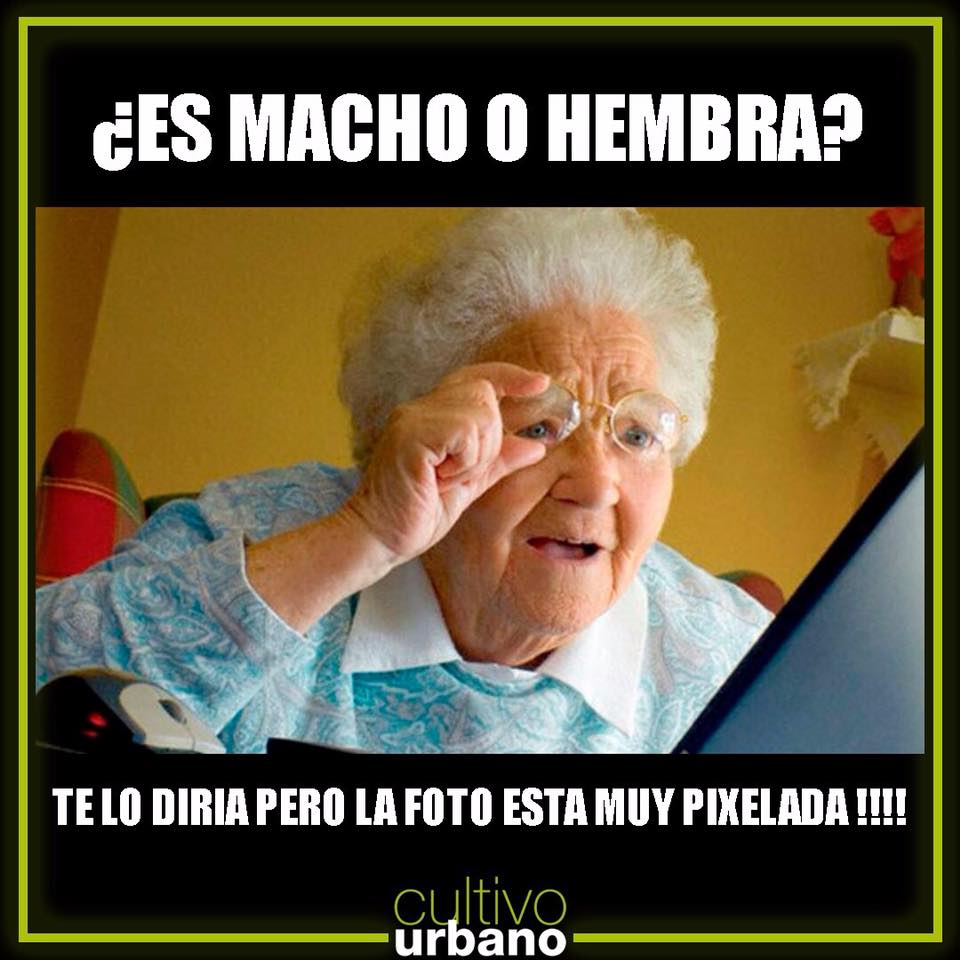 ¿ES MACHO O HEMBRA?
TE LO DIRIA PERO LA FOTO ESTA MUY PIXELADA !!!!
cultivo
urbano